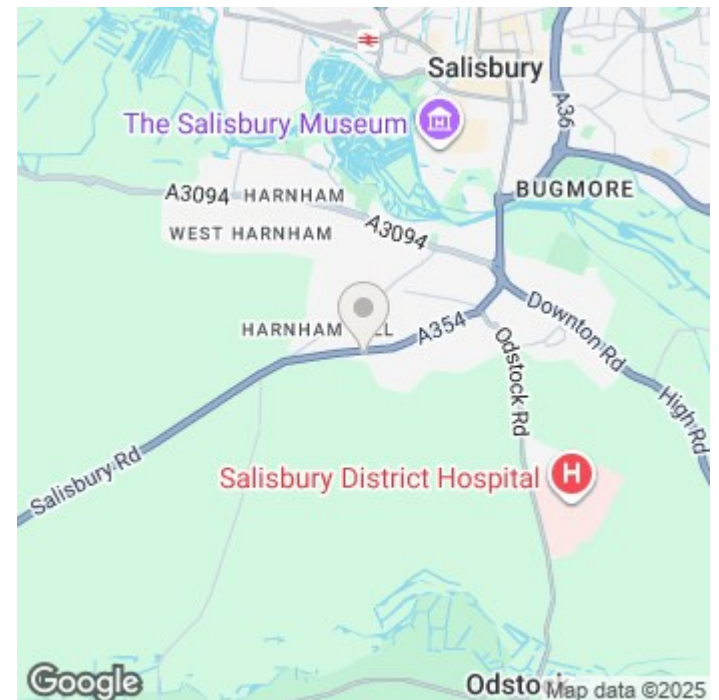 Salisbury
The Salisbury Museum
A36
BUGMORE
A3094
HARNHAM
A3094
WEST HARNHAM
HARNHAM
A354
Downton Rd
Odstock Rd
High Rd
Salisbury Rd
Salisbury District Hospital
H
Google
Odstock
Map data ©2025